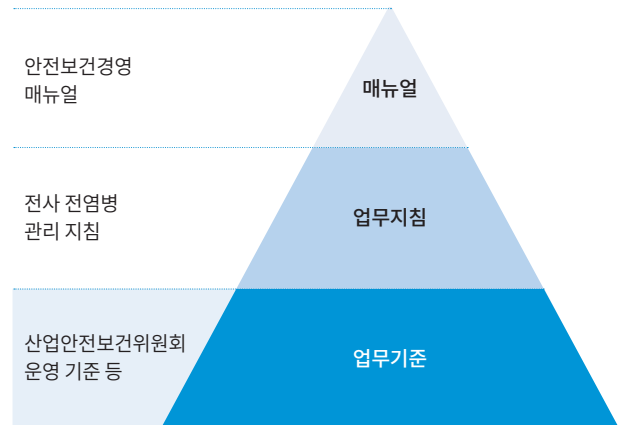 안전보건경영
매뉴얼
매뉴얼
전사 전염병
관리 지침
업무지침
산업안전보건위원회
운영 기준 등
업무기준